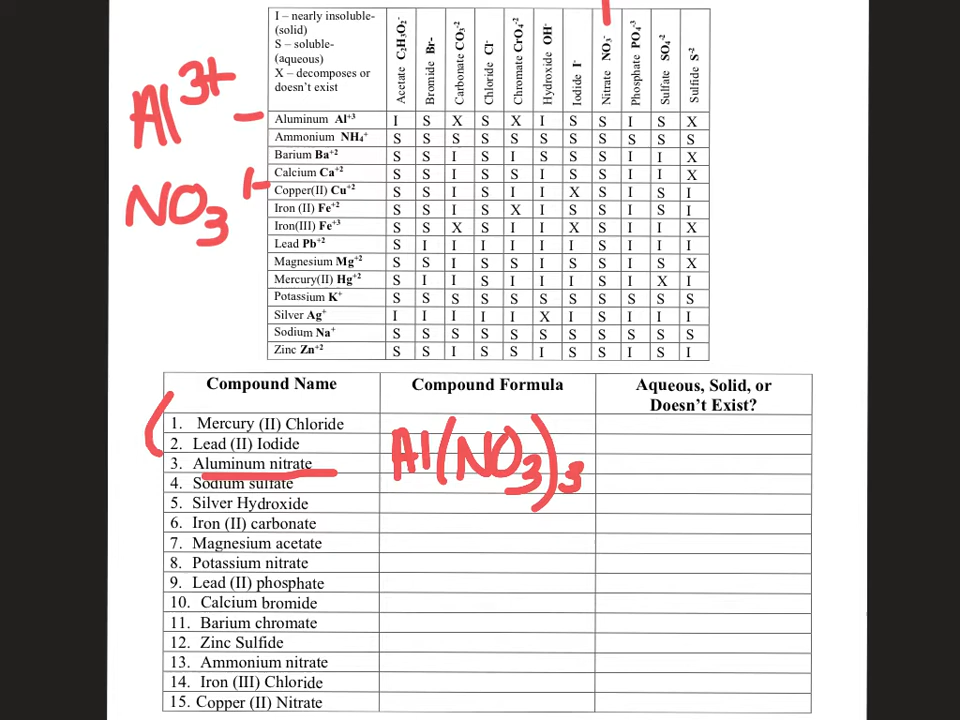 I – nearly insoluble-
(solid)
S – soluble-
(aqueous)
X – decomposes or
doesn't exist
Acetate C₂H₃O₂⁻
Bromide Br-
Carbonate CO₃⁻²
Chloride Cl⁻
Chromate CrO₄⁻²
Hydroxide OH⁻
Iodide I⁻
Nitrate NO₃⁻
Phosphate PO₄⁻³
Sulfate SO₄⁻²
Sulfide S⁻²
Aluminum Al⁺³ I S X S X I S S I S X
Ammonium NH₄⁺ S S S S S S S S S S S
Barium Ba⁺² S S I S I S S S I I X
Calcium Ca⁺² S S I S S I S S I I X
Copper(II) Cu⁺² S S I S I I X S I S I
Iron (II) Fe⁺² S S I S X I S S I S I
Iron(III) Fe⁺³ S S X S I I X S I I X
Lead Pb⁺² S I I I I I I S I I I
Magnesium Mg⁺² S S I S S I S S I S X
Mercury(II) Hg⁺² S I I S I I I S I X I
Potassium K⁺ S S S S S S S S S S S
Silver Ag⁺ I I I I I X I S I I I
Sodium Na⁺ S S S S S S S S S S S
Zinc Zn⁺² S S I S S I S S I S I
Al³⁺
NO₃¹⁻
Compound Name Compound Formula Aqueous, Solid, or
Doesn't Exist?
1. Mercury (II) Chloride
2. Lead (II) Iodide
3. Aluminum nitrate Al(NO₃)₃
4. Sodium sulfate
5. Silver Hydroxide
6. Iron (II) carbonate
7. Magnesium acetate
8. Potassium nitrate
9. Lead (II) phosphate
10. Calcium bromide
11. Barium chromate
12. Zinc Sulfide
13. Ammonium nitrate
14. Iron (III) Chloride
15. Copper (II) Nitrate